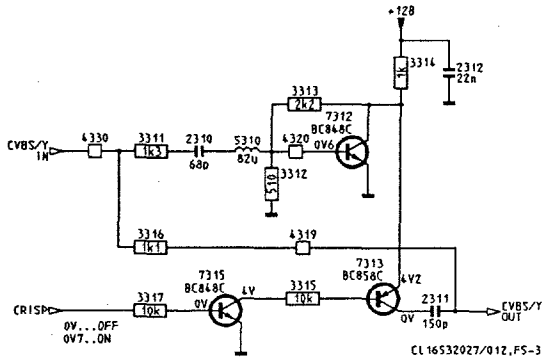 +12B
3314
1k
2312
22n
3313
2k2
7312
BC848C
4330
3311
1k3
2310
68p
5310
82u
4320
0V6
CVBS/Y
IN
3312
510
3316
1k1
4319
7313
BC858C
7315
BC848C
4V
3315
10k
4V2
2311
150p
CVBS/Y
OUT
3317
10k
0V
0V
CRISP
0V...OFF
0V7..ON
CL16532027/012.FS-3